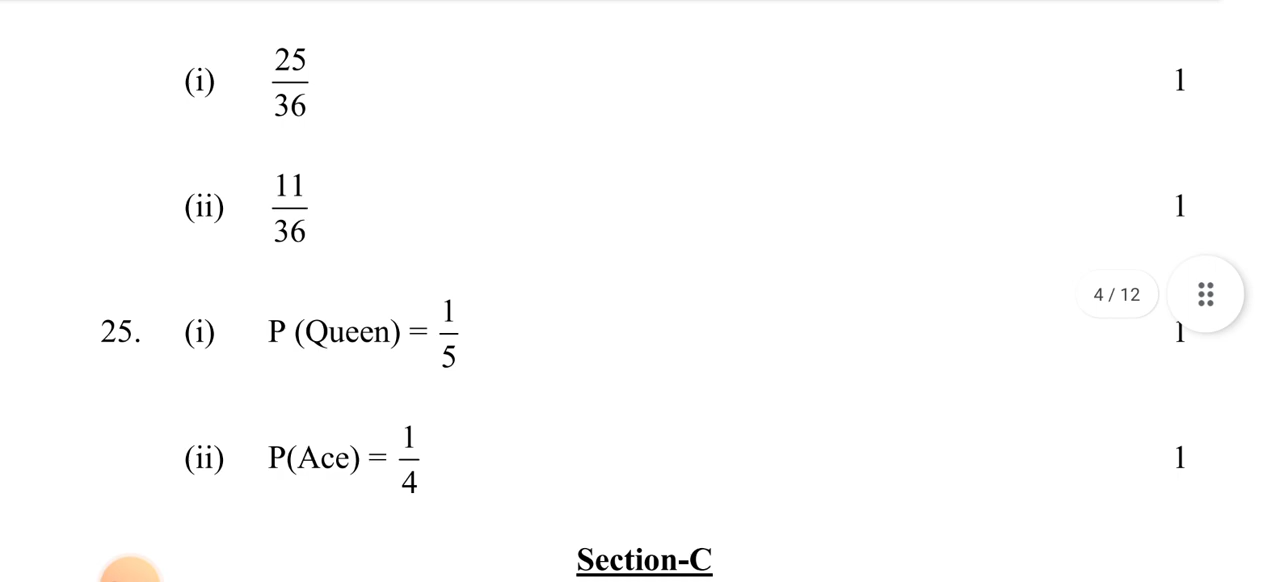 (i) 25/36 1
(ii) 11/36 1
4 / 12
25. (i) P (Queen) = 1/5 1
(ii) P(Ace) = 1/4 1
Section-C